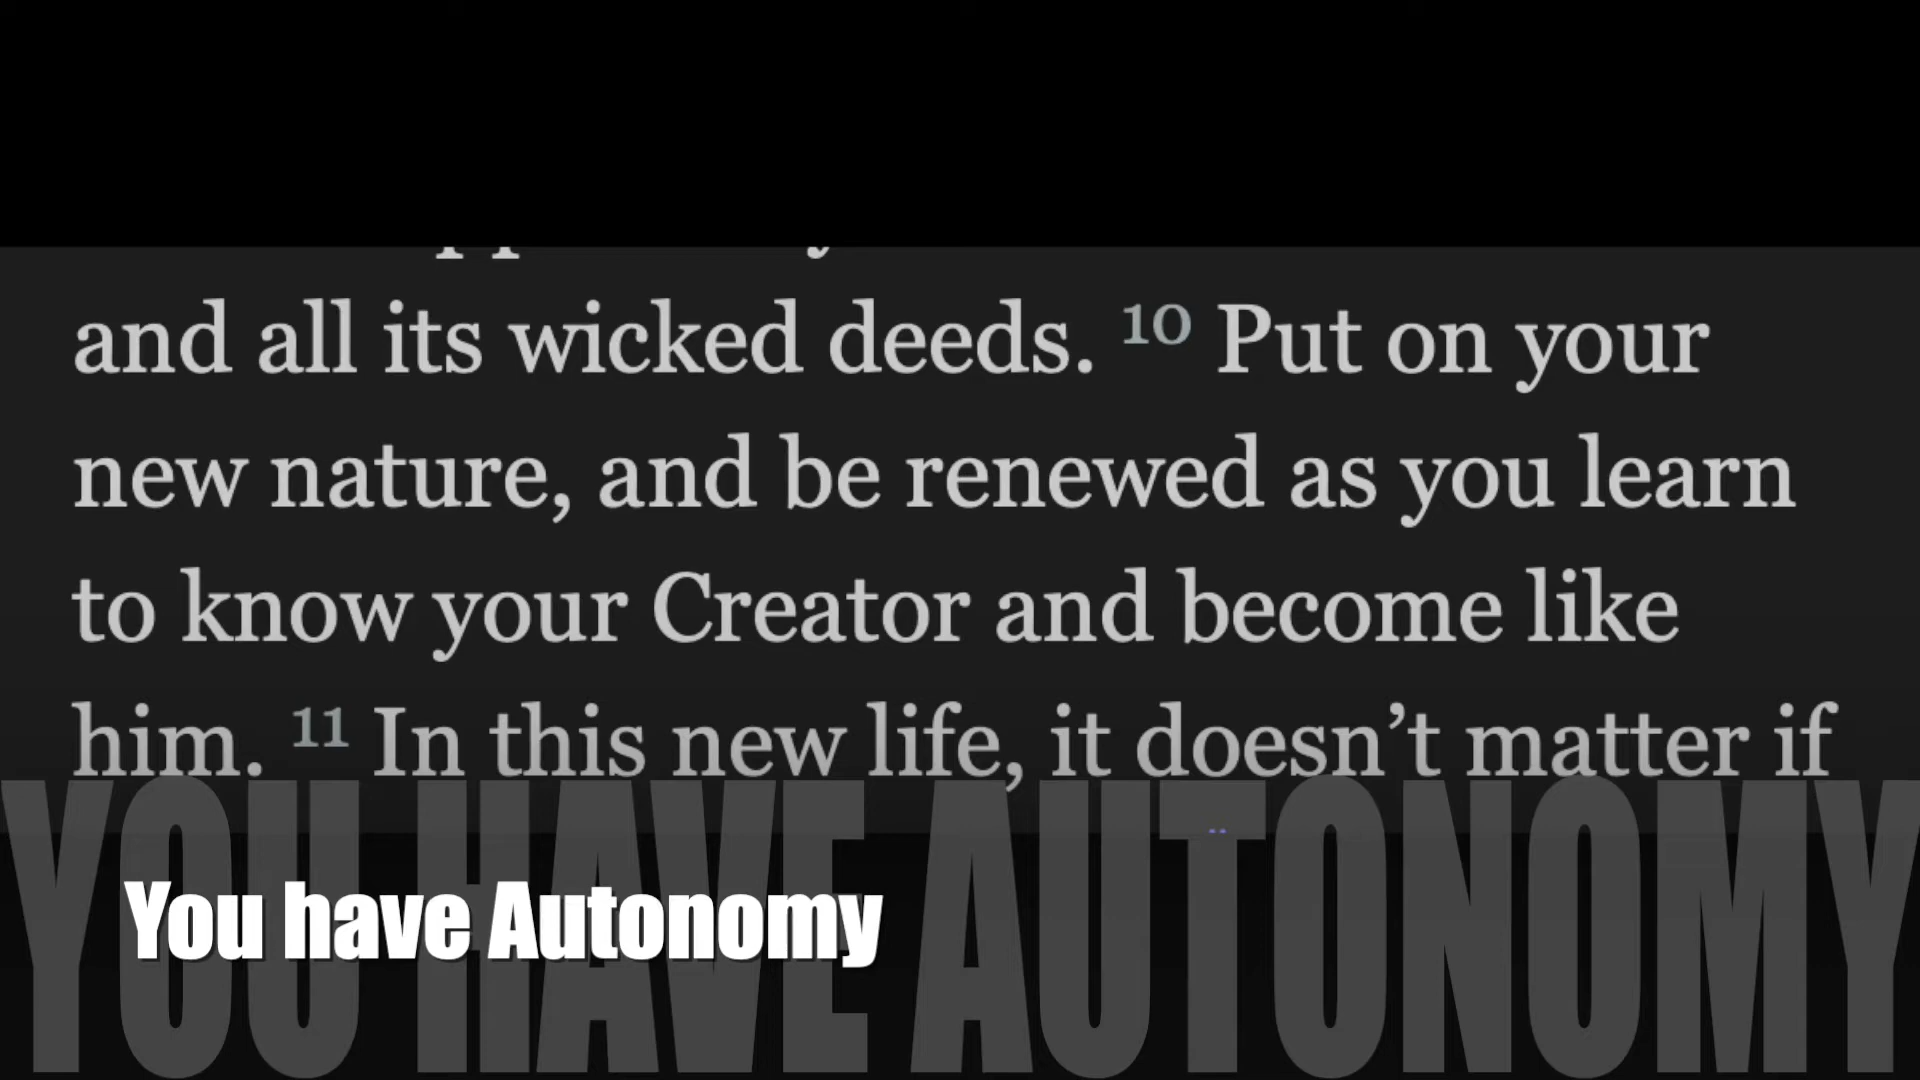 and all its wicked deeds. 10 Put on your
new nature, and be renewed as you learn
to know your Creator and become like
him. 11 In this new life, it doesn’t matter if
YOU HAVE AUTONOMY
You have Autonomy